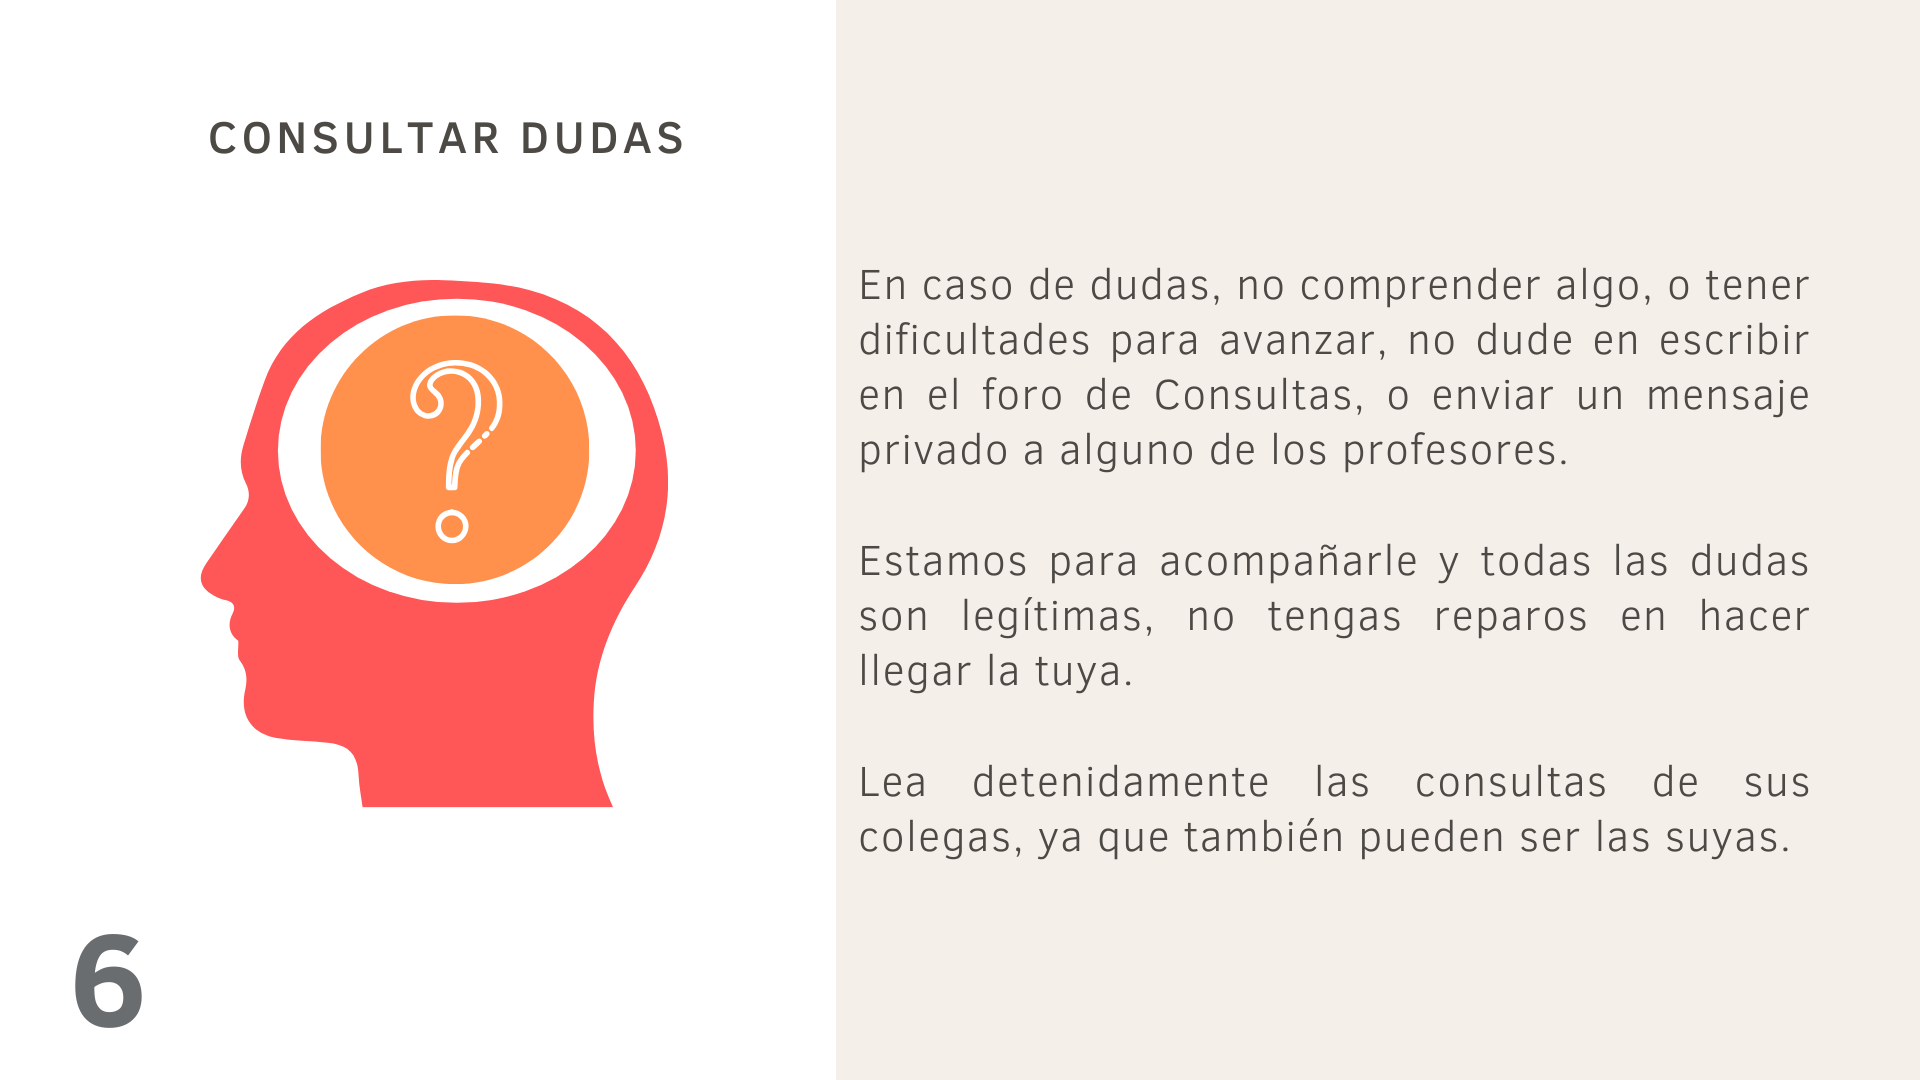 CONSULTAR DUDAS
?
En caso de dudas, no comprender algo, o tener
dificultades para avanzar, no dude en escribir
en el foro de Consultas, o enviar un mensaje
privado a alguno de los profesores.
Estamos para acompañarle y todas las dudas
son legítimas, no tengas reparos en hacer
llegar la tuya.
Lea detenidamente las consultas de sus
colegas, ya que también pueden ser las suyas.
6